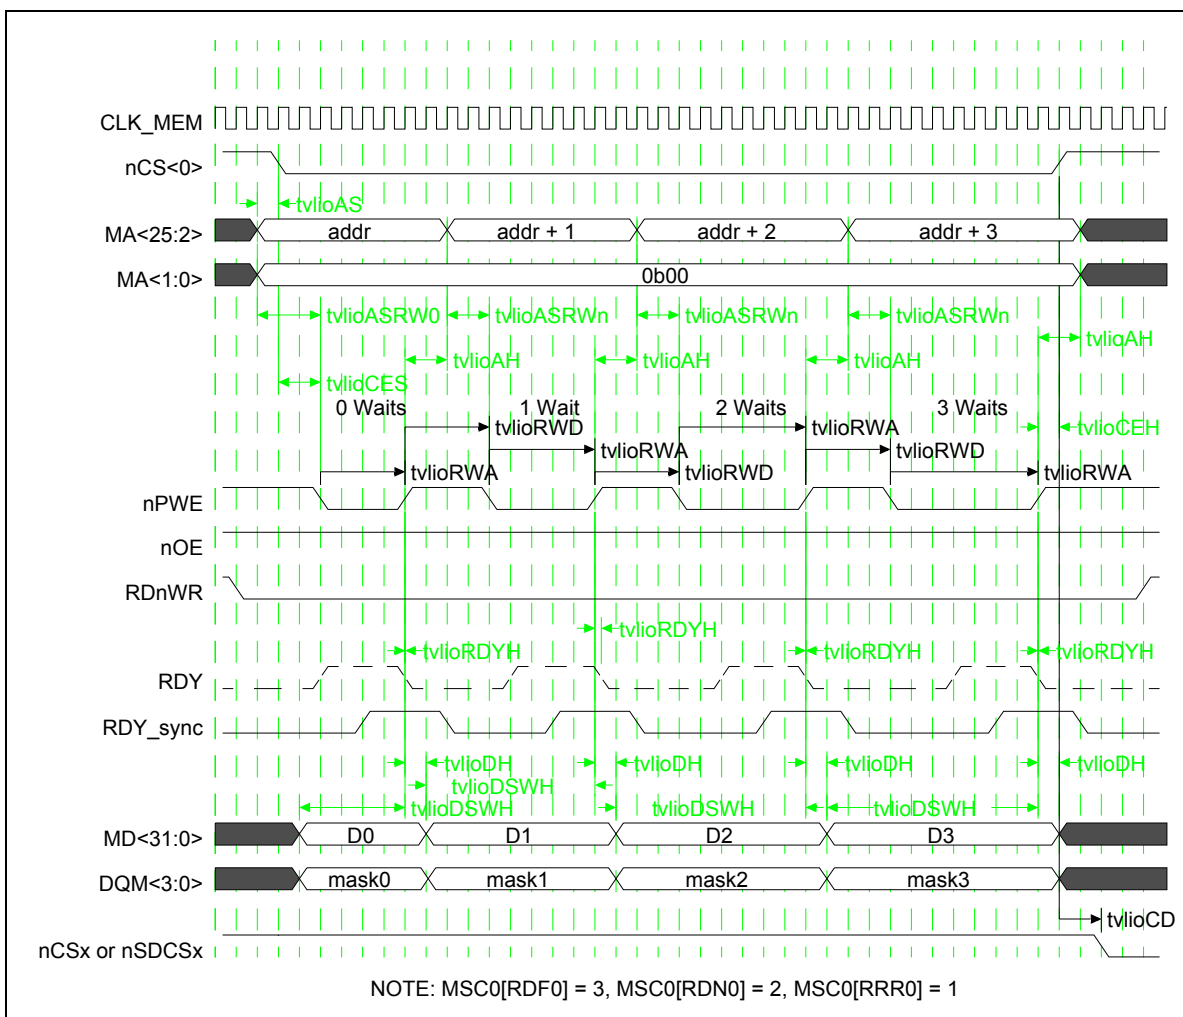 CLK_MEM
nCS<0>
tvlioAS
MA<25:2>
addr
addr + 1
addr + 2
addr + 3
MA<1:0>
0b00
tvlioASRW0
tvlioASRWn
tvlioASRWn
tvlioASRWn
tvlioAH
tvlioAH
tvlioAH
tvlioAH
tvlioCES
0 Waits
1 Wait
2 Waits
3 Waits
tvlioRWD
tvlioRWA
tvlioCEH
tvlioRWA
tvlioRWD
tvlioRWA
tvlioRWD
tvlioRWA
nPWE
nOE
RDnWR
tvlioRDYH
tvlioRDYH
tvlioRDYH
tvlioRDYH
RDY
RDY_sync
tvlioDH
tvlioDH
tvlioDH
tvlioDH
tvlioDSWH
tvlioDSWH
tvlioDSWH
tvlioDSWH
MD<31:0>
D0
D1
D2
D3
DQM<3:0>
mask0
mask1
mask2
mask3
tvlioCD
nCSx or nSDCSx
NOTE: MSC0[RDF0] = 3, MSC0[RDN0] = 2, MSC0[RRR0] = 1